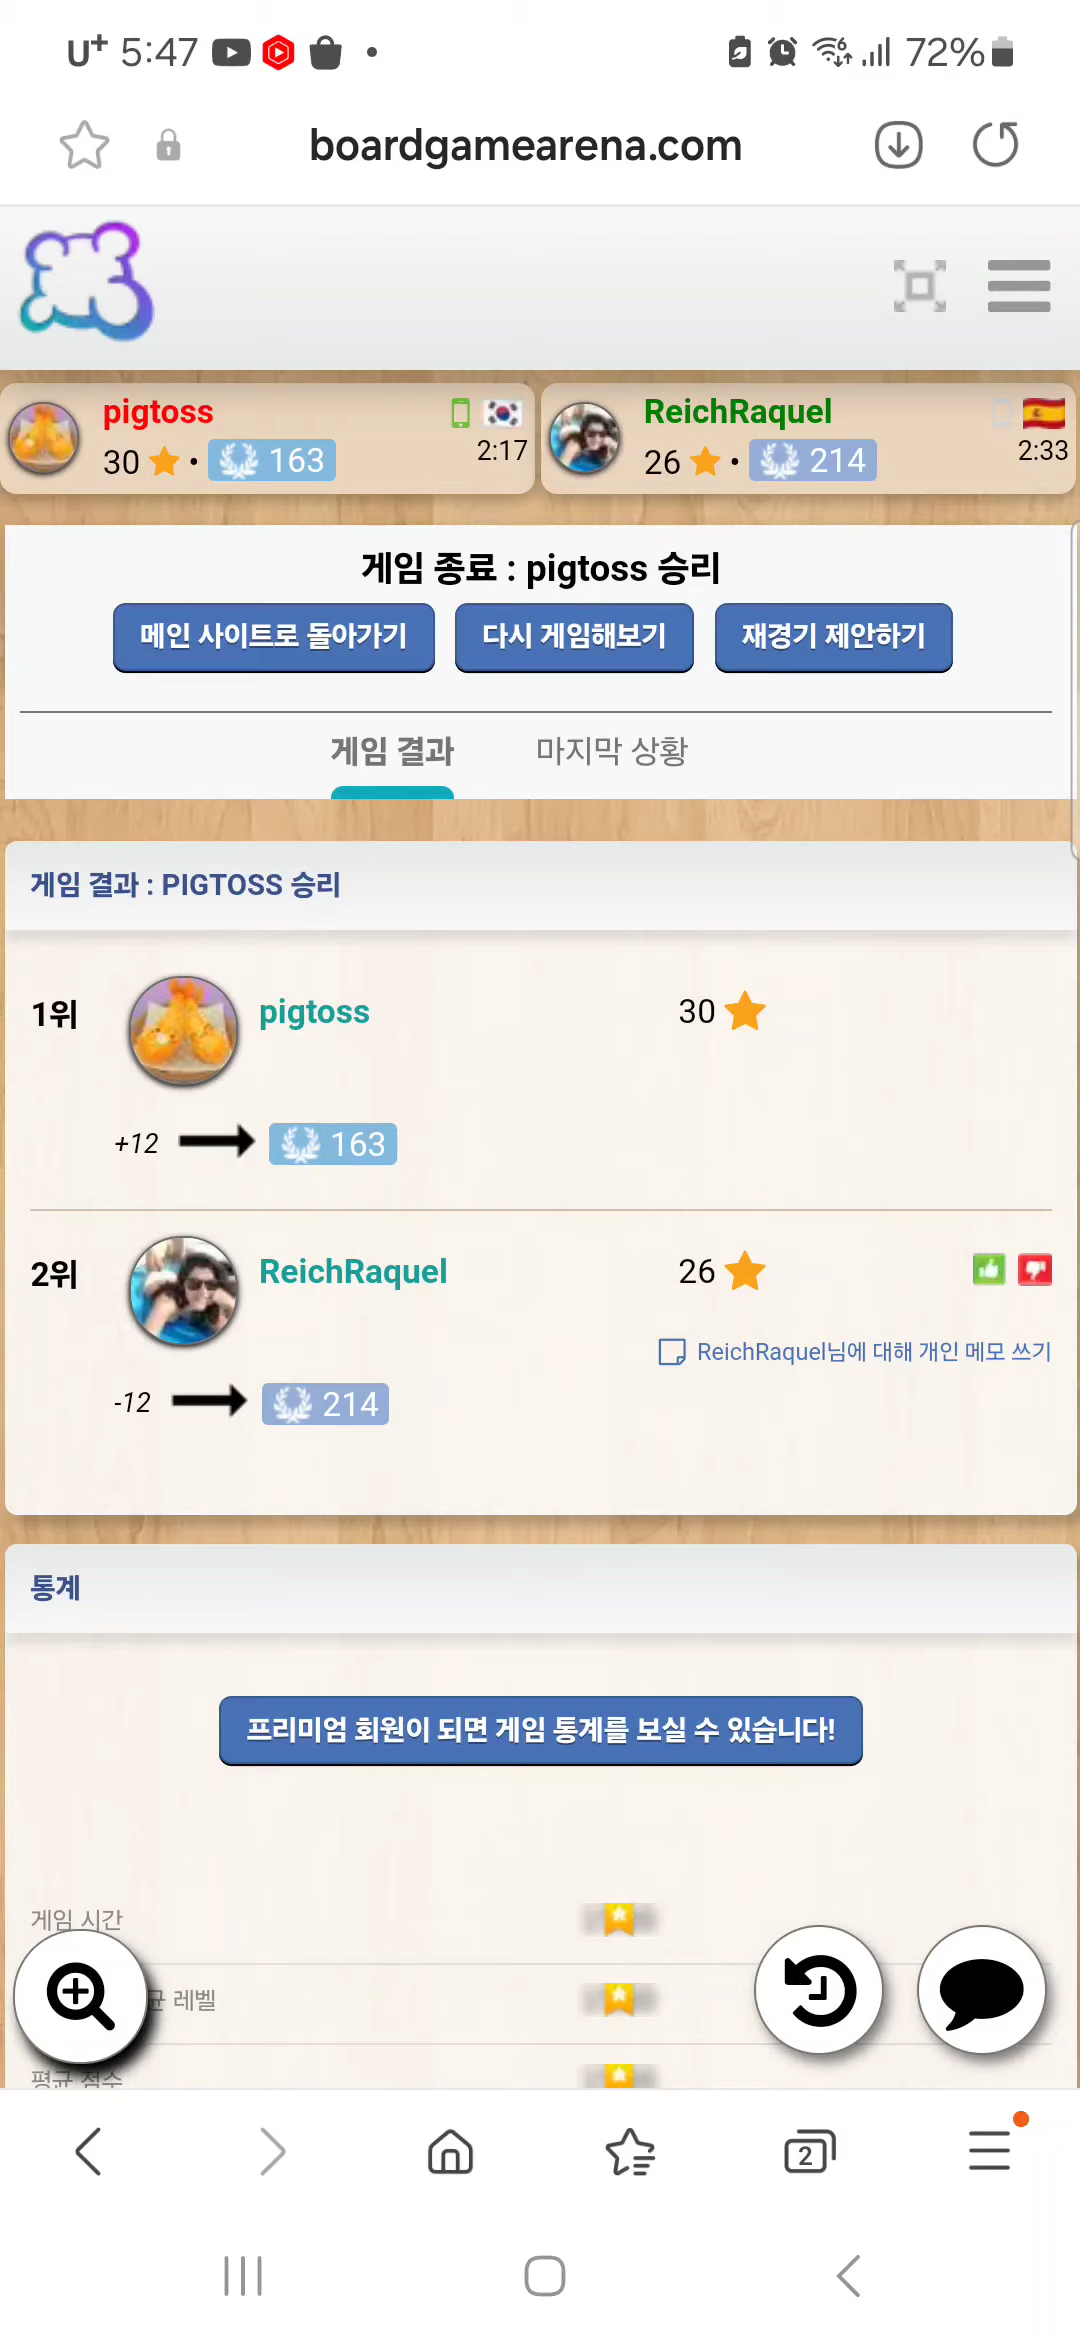 U+ 5:47 72%
boardgamearena.com
pigtoss
30 • 163 2:17
ReichRaquel
26 • 214 2:33
게임 종료 : pigtoss 승리
메인 사이트로 돌아가기 다시 게임해보기 재경기 제안하기
게임 결과 마지막 상황
게임 결과 : PIGTOSS 승리
1위 pigtoss 30
+12 163
2위 ReichRaquel 26
ReichRaquel님에 대해 개인 메모 쓰기
-12 214
통계
프리미엄 회원이 되면 게임 통계를 보실 수 있습니다!
게임 시간
레벨
평균 점수
2